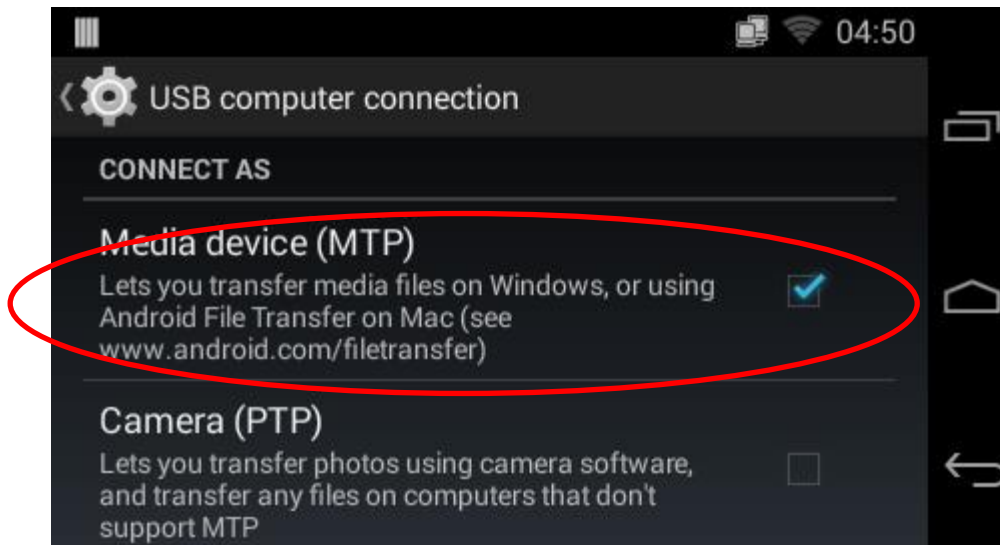 04:50
USB computer connection
CONNECT AS
Media device (MTP)
Lets you transfer media files on Windows, or using
Android File Transfer on Mac (see
www.android.com/filetransfer)
Camera (PTP)
Lets you transfer photos using camera software,
and transfer any files on computers that don't
support MTP